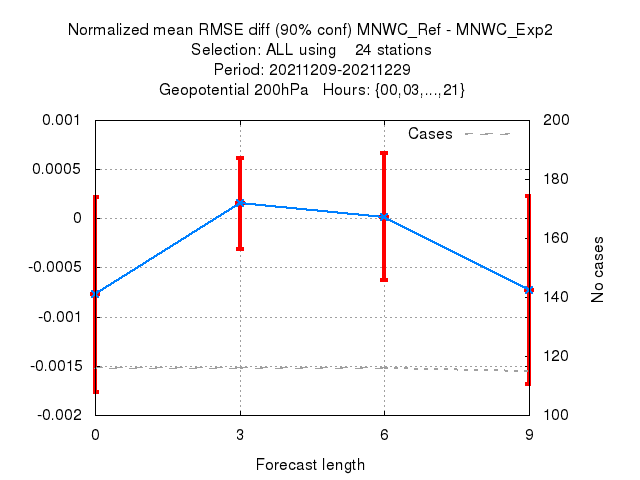 Normalized mean RMSE diff (90% conf) MNWC_Ref - MNWC_Exp2
Selection: ALL using 24 stations
Period: 20211209-20211229
Geopotential 200hPa Hours: {00,03,...,21}
Cases
0.001
0.0005
0
-0.0005
-0.001
-0.0015
-0.002
200
180
160
140
120
100
No cases
0 3 6 9
Forecast length